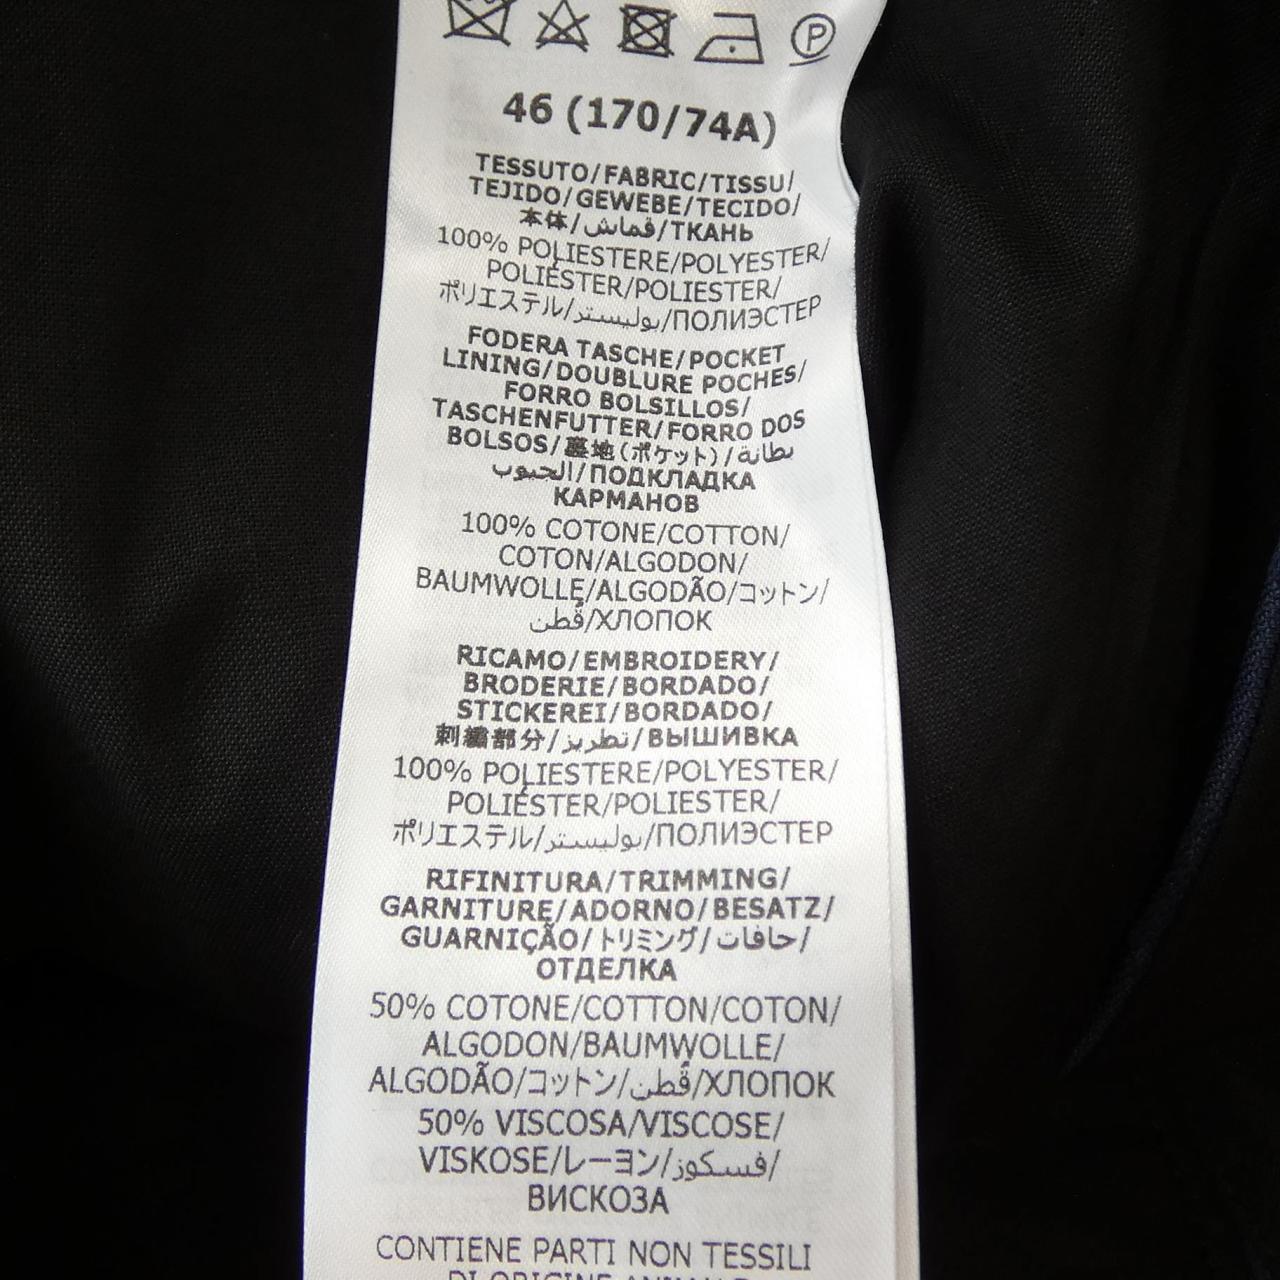 46 (170/74A)
TESSUTO/FABRIC/TISSU/
TEJIDO/GEWEBE/TECIDO/
本体/قماش/ТКАНЬ
100% POLIESTERE/POLYESTER/
POLIÉSTER/POLIESTER/
ポリエステル/بوليستر/ПОЛИЭСТЕР
FODERA TASCHE/POCKET
LINING/DOUBLURE POCHES/
FORRO BOLSILLOS/
TASCHENFUTTER/FORRO DOS
BOLSOS/裏地(ポケット)/بطانة
الجيوب/ПОДКЛАДКА
КАРМАНОВ
100% COTONE/COTTON/
COTON/ALGODON/
BAUMWOLLE/ALGODÃO/コットン/
قُطن/ХЛОПОК
RICAMO/EMBROIDERY/
BRODERIE/BORDADO/
STICKEREI/BORDADO/
刺繍部分/تطريز/ВЫШИВКА
100% POLIESTERE/POLYESTER/
POLIÉSTER/POLIESTER/
ポリエステル/بوليستر/ПОЛИЭСТЕР
RIFINITURA/TRIMMING/
GARNITURE/ADORNO/BESATZ/
GUARNIÇÃO/トリミング/حافات/
ОТДЕЛКА
50% COTONE/COTTON/COTON/
ALGODON/BAUMWOLLE/
ALGODÃO/コットン/قُطن/ХЛОПОК
50% VISCOSA/VISCOSE/
VISKOSE/レーヨン/فسكوز/
ВИСКОЗА
CONTIENE PARTI NON TESSILI
DI ORIGINE ANIMALE